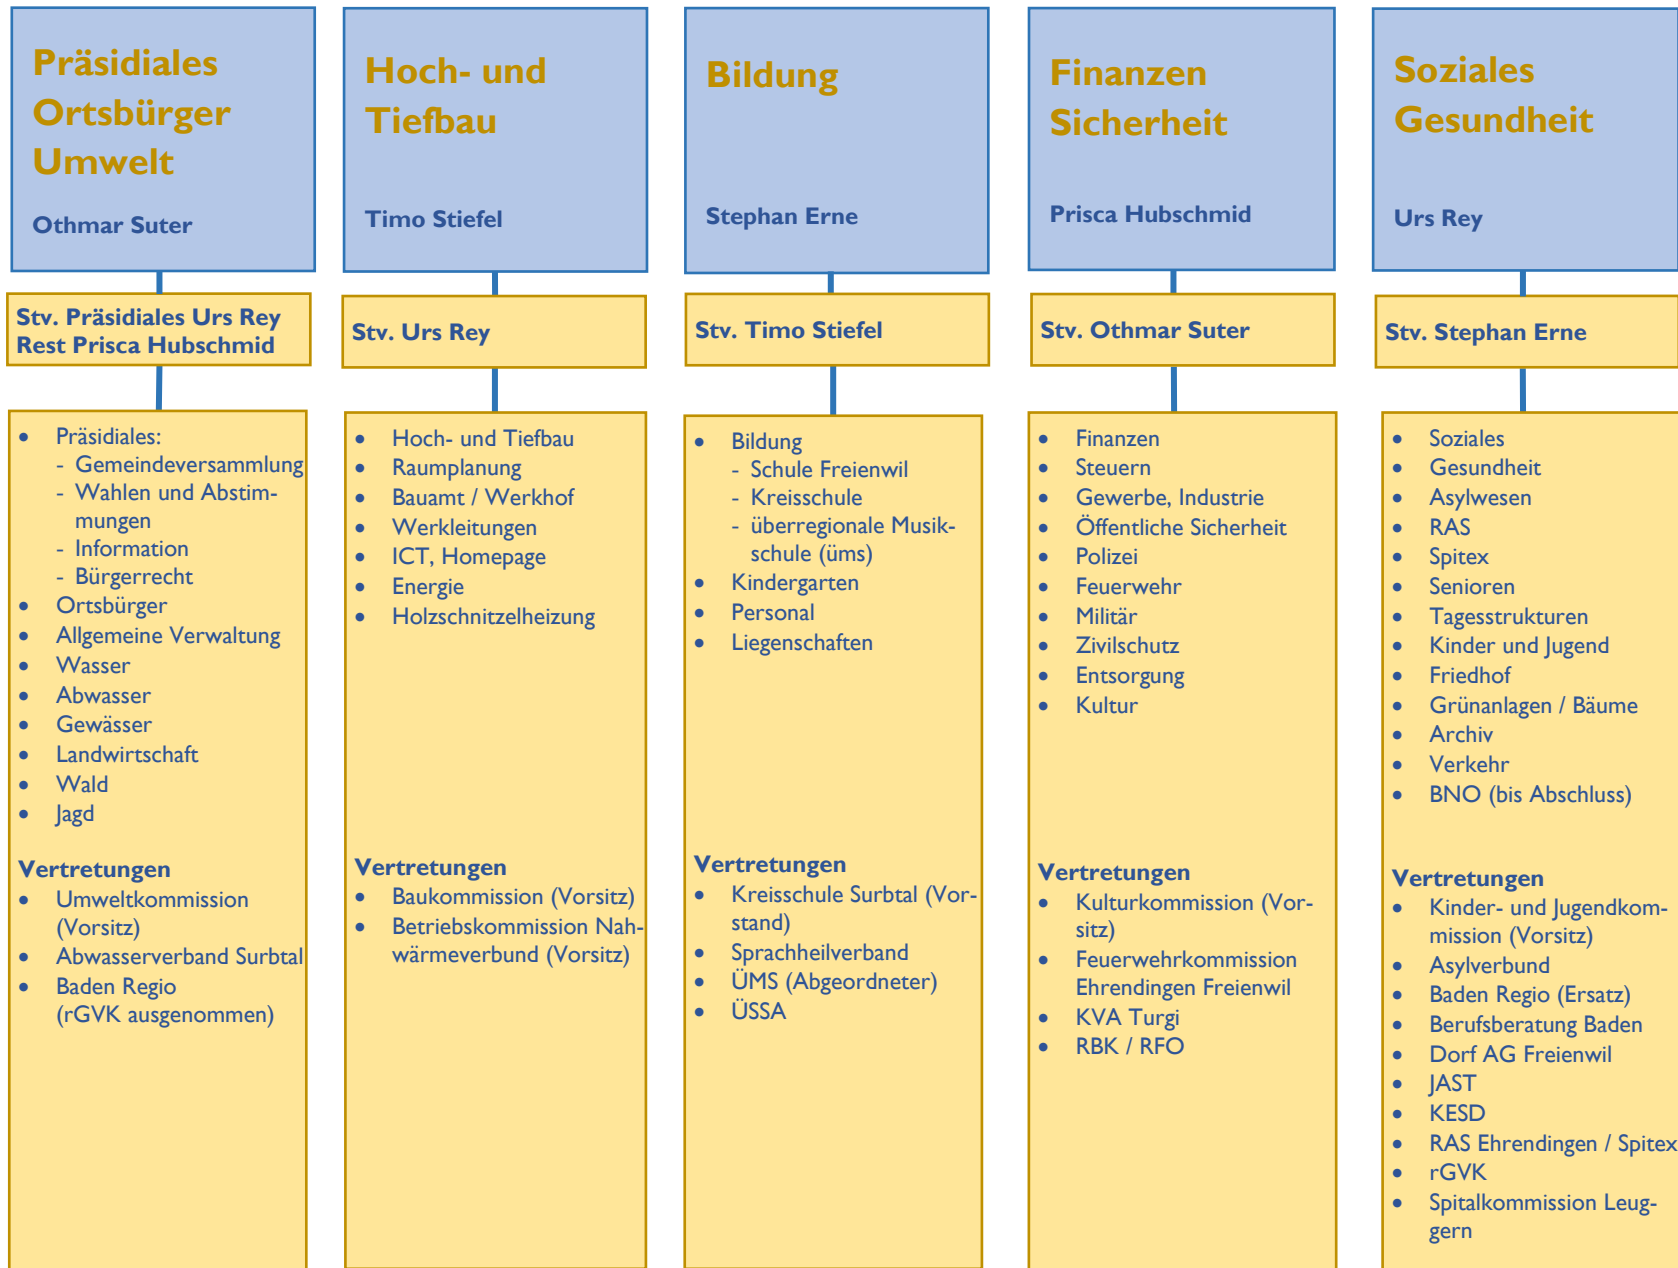 Präsidiales
Ortsbürger
Umwelt
Othmar Suter
Stv. Präsidiales Urs Rey
Rest Prisca Hubschmid
• Präsidiales:
- Gemeindeversammlung
- Wahlen und Abstim-
mungen
- Information
- Bürgerrecht
• Ortsbürger
• Allgemeine Verwaltung
• Wasser
• Abwasser
• Gewässer
• Landwirtschaft
• Wald
• Jagd
Vertretungen
• Umweltkommission
(Vorsitz)
• Abwasserverband Surbtal
• Baden Regio
(rGVK ausgenommen)
Hoch- und
Tiefbau
Timo Stiefel
Stv. Urs Rey
• Hoch- und Tiefbau
• Raumplanung
• Bauamt / Werkhof
• Werkleitungen
• ICT, Homepage
• Energie
• Holzschnitzelheizung
Vertretungen
• Baukommission (Vorsitz)
• Betriebskommission Nah-
wärmeverbund (Vorsitz)
Bildung
Stephan Erne
Stv. Timo Stiefel
• Bildung
- Schule Freienwil
- Kreisschule
- überregionale Musik-
schule (üms)
• Kindergarten
• Personal
• Liegenschaften
Vertretungen
• Kreisschule Surbtal (Vor-
stand)
• Sprachheilverband
• ÜMS (Abgeordneter)
• ÜSSA
Finanzen
Sicherheit
Prisca Hubschmid
Stv. Othmar Suter
• Finanzen
• Steuern
• Gewerbe, Industrie
• Öffentliche Sicherheit
• Polizei
• Feuerwehr
• Militär
• Zivilschutz
• Entsorgung
• Kultur
Vertretungen
• Kulturkommission (Vor-
sitz)
• Feuerwehrkommission
Ehrendingen Freienwil
• KVA Turgi
• RBK / RFO
Soziales
Gesundheit
Urs Rey
Stv. Stephan Erne
• Soziales
• Gesundheit
• Asylwesen
• RAS
• Spitex
• Senioren
• Tagesstrukturen
• Kinder und Jugend
• Friedhof
• Grünanlagen / Bäume
• Archiv
• Verkehr
• BNO (bis Abschluss)
Vertretungen
• Kinder- und Jugendkom-
mission (Vorsitz)
• Asylverbund
• Baden Regio (Ersatz)
• Berufsberatung Baden
• Dorf AG Freienwil
• JAST
• KESD
• RAS Ehrendingen / Spitex
• rGVK
• Spitalkommission Leug-
gern